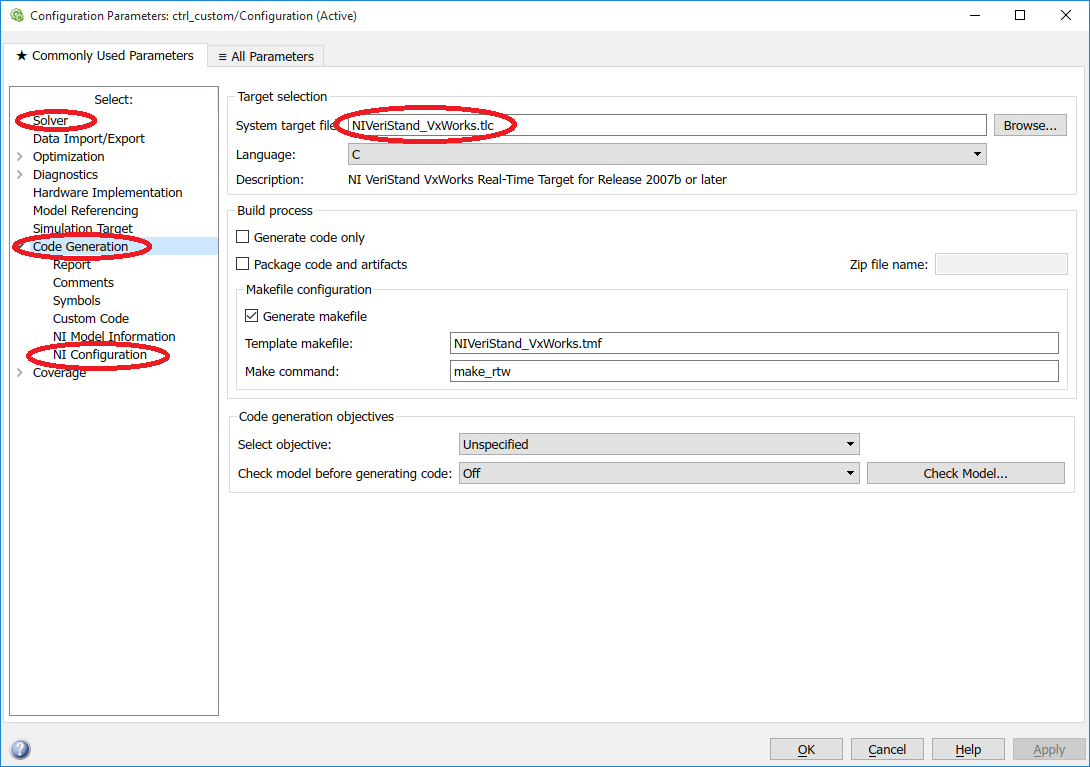 Configuration Parameters: ctrl_custom/Configuration (Active)
★ Commonly Used Parameters
≡ All Parameters
Select:
Solver
Data Import/Export
Optimization
Diagnostics
Hardware Implementation
Model Referencing
Simulation Target
Code Generation
Report
Comments
Symbols
Custom Code
NI Model Information
NI Configuration
Coverage
Target selection
System target file: NIVeriStand_VxWorks.tlc Browse...
Language: C
Description: NI VeriStand VxWorks Real-Time Target for Release 2007b or later
Build process
Generate code only
Package code and artifacts Zip file name:
Makefile configuration
Generate makefile
Template makefile: NIVeriStand_VxWorks.tmf
Make command: make_rtw
Code generation objectives
Select objective: Unspecified
Check model before generating code: Off Check Model...
? OK Cancel Help Apply